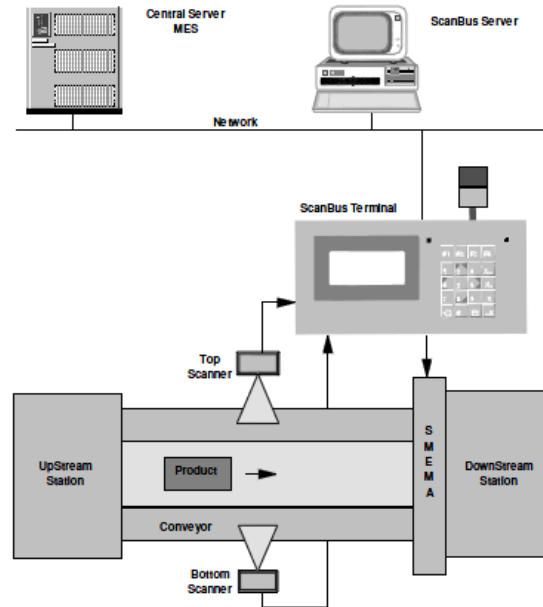 Central Server
MES
ScanBus Server
Network
ScanBus Terminal
Top
Scanner
UpStream
Station
Product
S
M
E
M
A
DownStream
Station
Conveyor
Bottom
Scanner